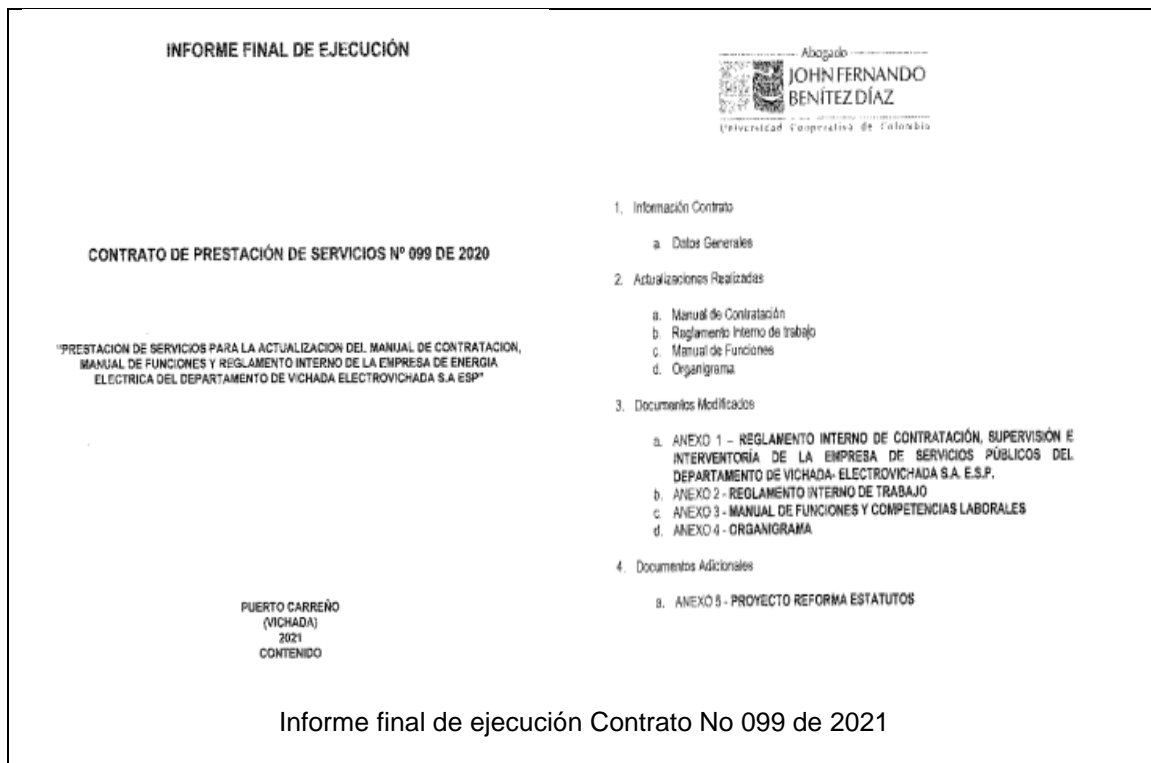 INFORME FINAL DE EJECUCIÓN
CONTRATO DE PRESTACIÓN DE SERVICIOS Nº 099 DE 2020
"PRESTACION DE SERVICIOS PARA LA ACTUALIZACION DEL MANUAL DE CONTRATACION,
MANUAL DE FUNCIONES Y REGLAMENTO INTERNO DE LA EMPRESA DE ENERGIA
ELECTRICA DEL DEPARTAMENTO DE VICHADA ELECTROVICHADA S.A ESP"
PUERTO CARREÑO
(VICHADA)
2021
CONTENIDO
Abogado
JOHN FERNANDO
BENÍTEZ DÍAZ
Universidad Cooperativa de Colombia
1. Información Contrato
a. Datos Generales
2. Actualizaciones Realizadas
a. Manual de Contratación
b. Reglamento Interno de trabajo
c. Manual de Funciones
d. Organigrama
3. Documentos Modificados
a. ANEXO 1 – REGLAMENTO INTERNO DE CONTRATACIÓN, SUPERVISIÓN E
INTERVENTORÍA DE LA EMPRESA DE SERVICIOS PÚBLICOS DEL
DEPARTAMENTO DE VICHADA- ELECTROVICHADA S.A. E.S.P.
b. ANEXO 2 - REGLAMENTO INTERNO DE TRABAJO
c. ANEXO 3 - MANUAL DE FUNCIONES Y COMPETENCIAS LABORALES
d. ANEXO 4 - ORGANIGRAMA
4. Documentos Adicionales
a. ANEXO 5 - PROYECTO REFORMA ESTATUTOS
Informe final de ejecución Contrato No 099 de 2021